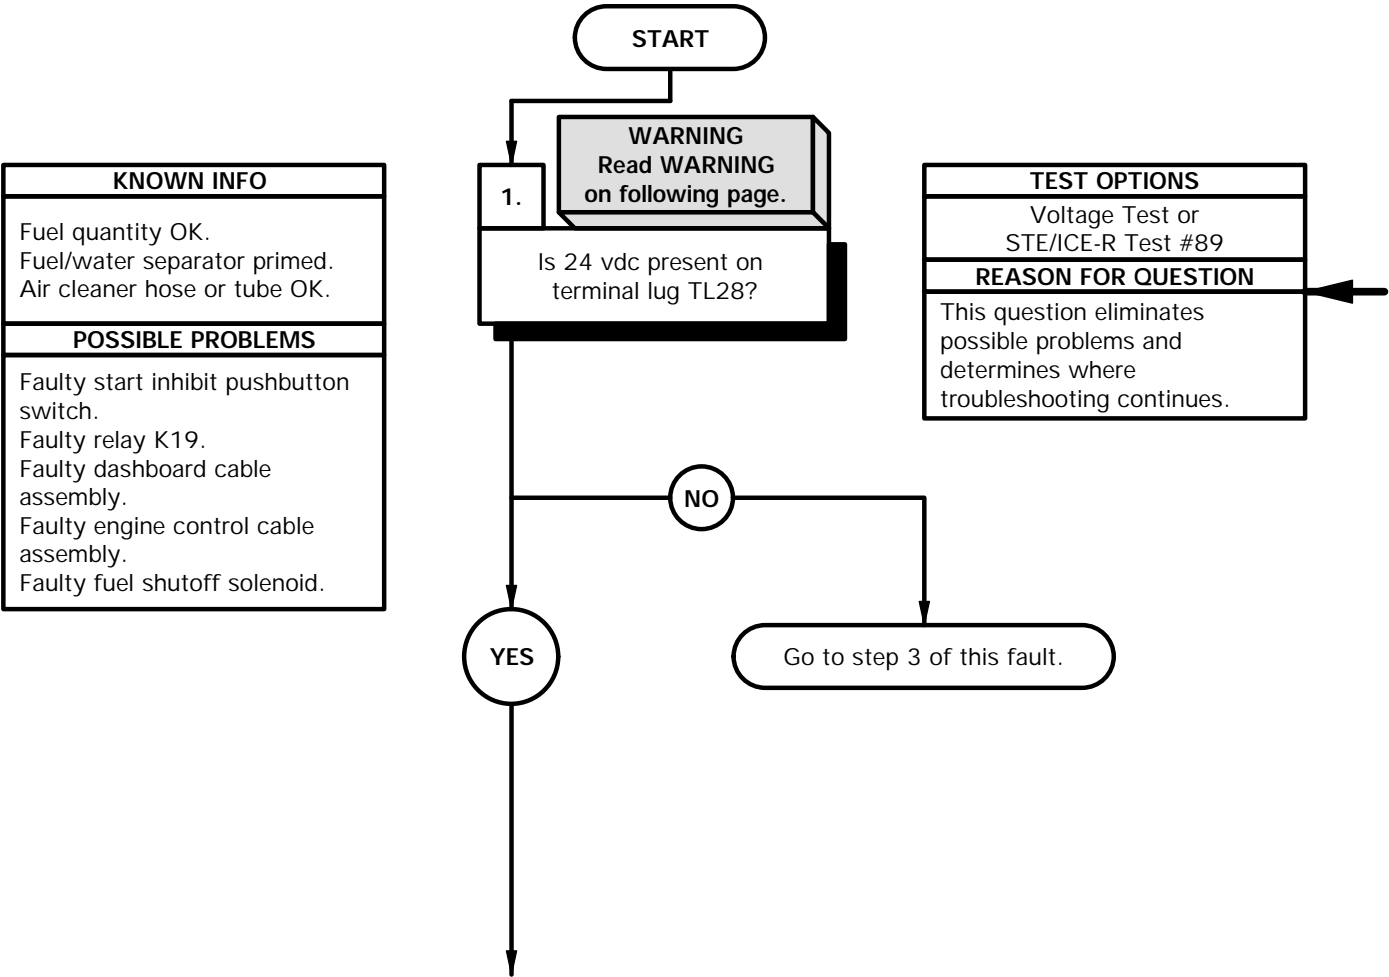 START
WARNING
Read WARNING
on following page.
1.
Is 24 vdc present on
terminal lug TL28?
KNOWN INFO
Fuel quantity OK.
Fuel/water separator primed.
Air cleaner hose or tube OK.
POSSIBLE PROBLEMS
Faulty start inhibit pushbutton
switch.
Faulty relay K19.
Faulty dashboard cable
assembly.
Faulty engine control cable
assembly.
Faulty fuel shutoff solenoid.
TEST OPTIONS
Voltage Test or
STE/ICE-R Test #89
REASON FOR QUESTION
This question eliminates
possible problems and
determines where
troubleshooting continues.
NO
YES
Go to step 3 of this fault.